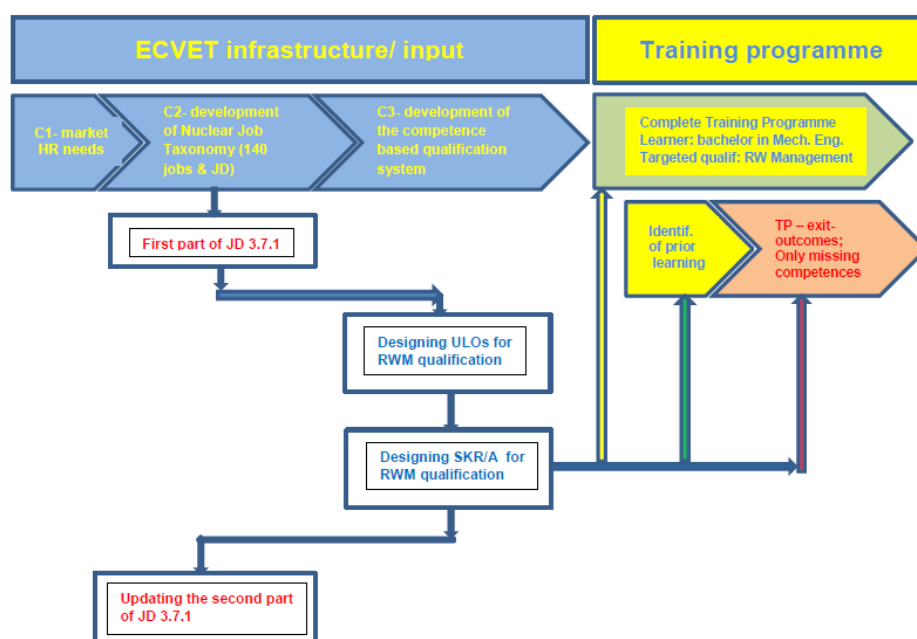 ECVET infrastructure/ input
Training programme
C1- market
HR needs
C2- development
of Nuclear Job
Taxonomy (140
jobs & JD)
C3- development of
the competence
based qualification
system
Complete Training Programme
Learner: bachelor in Mech. Eng.
Targeted qualif: RW Management
First part of JD 3.7.1
Identif.
of prior
learning
TP – exit-
outcomes;
Only missing
competences
Designing ULOs for
RWM qualification
Designing SKR/A for
RWM qualification
Updating the second part
of JD 3.7.1